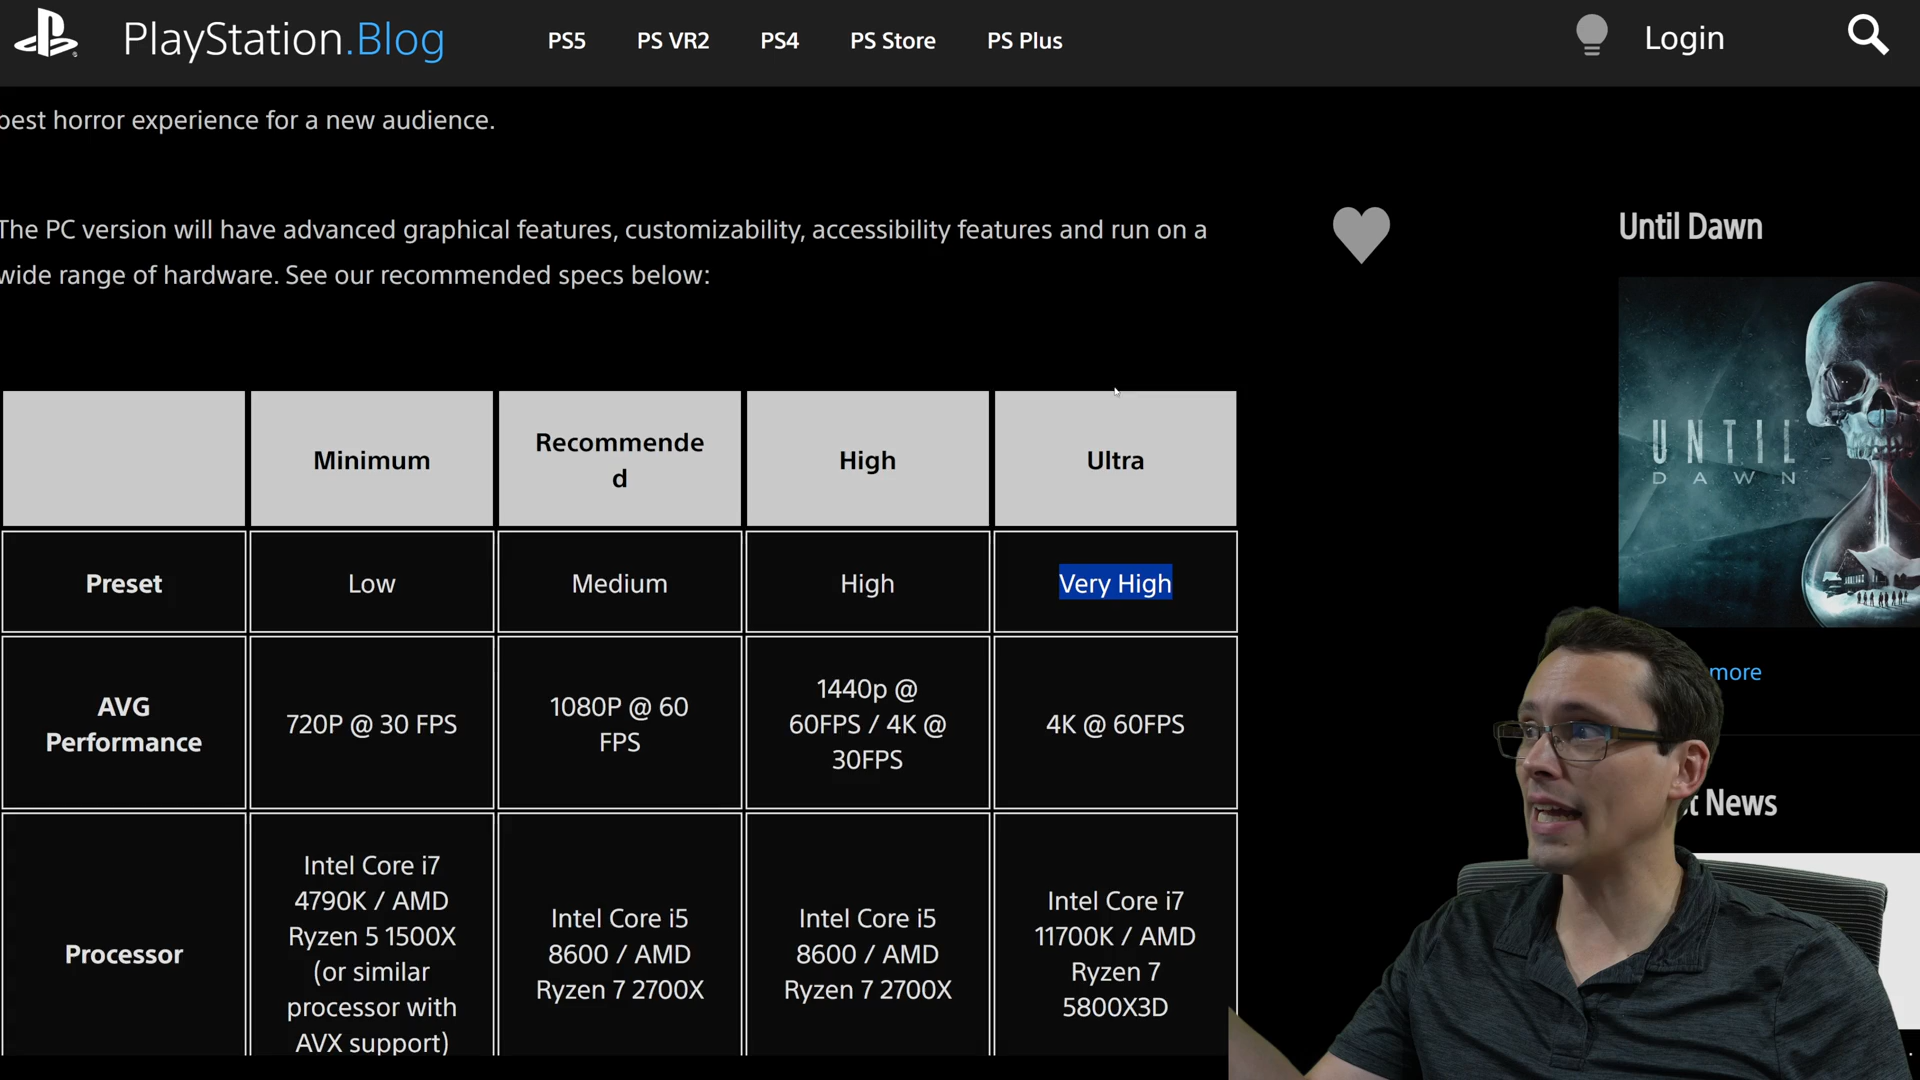 PlayStation.Blog PS5 PS VR2 PS4 PS Store PS Plus Login
best horror experience for a new audience.
The PC version will have advanced graphical features, customizability, accessibility features and run on a
wide range of hardware. See our recommended specs below:
Until Dawn
UNTIL
DAWN
more
News
Minimum
Recommende
d
High
Ultra
Preset
Low
Medium
High
Very High
AVG
Performance
720P @ 30 FPS
1080P @ 60
FPS
1440p @
60FPS / 4K @
30FPS
4K @ 60FPS
Processor
Intel Core i7
4790K / AMD
Ryzen 5 1500X
(or similar
processor with
AVX support)
Intel Core i5
8600 / AMD
Ryzen 7 2700X
Intel Core i5
8600 / AMD
Ryzen 7 2700X
Intel Core i7
11700K / AMD
Ryzen 7
5800X3D